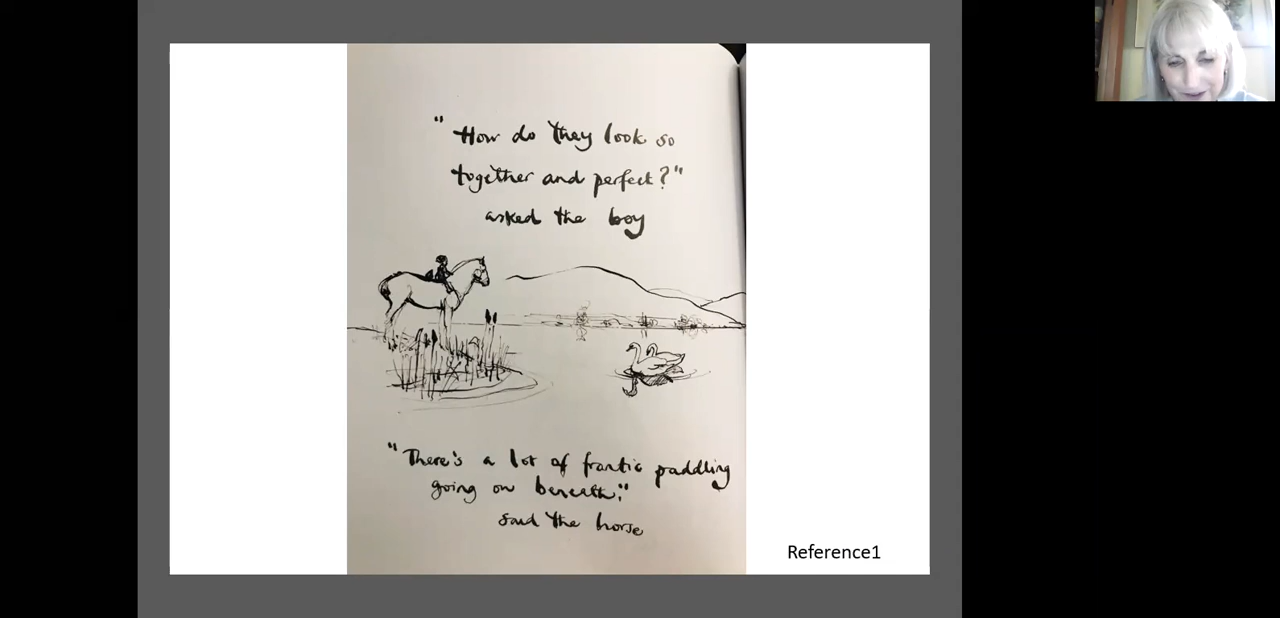 "How do they look so
together and perfect?"
asked the boy
"There's a lot of frantic paddling
going on beneath."
said the horse
Reference1